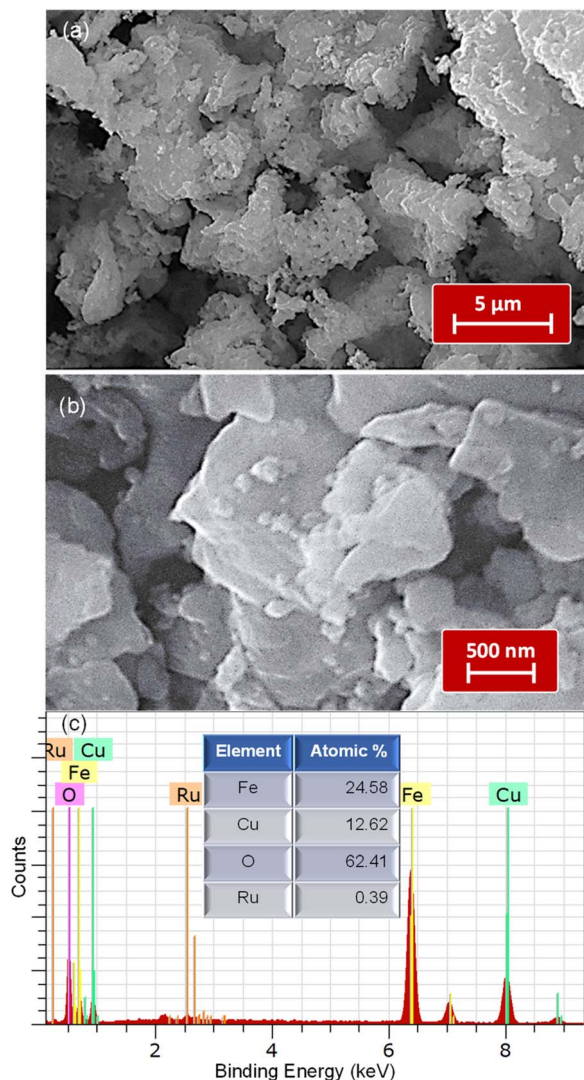 (a)
5 µm
(b)
500 nm
(c)
Ru Cu
Fe
O
Ru
Fe
Cu
Element Atomic %
Fe 24.58
Cu 12.62
O 62.41
Ru 0.39
Counts
2 4 6 8
Binding Energy (keV)